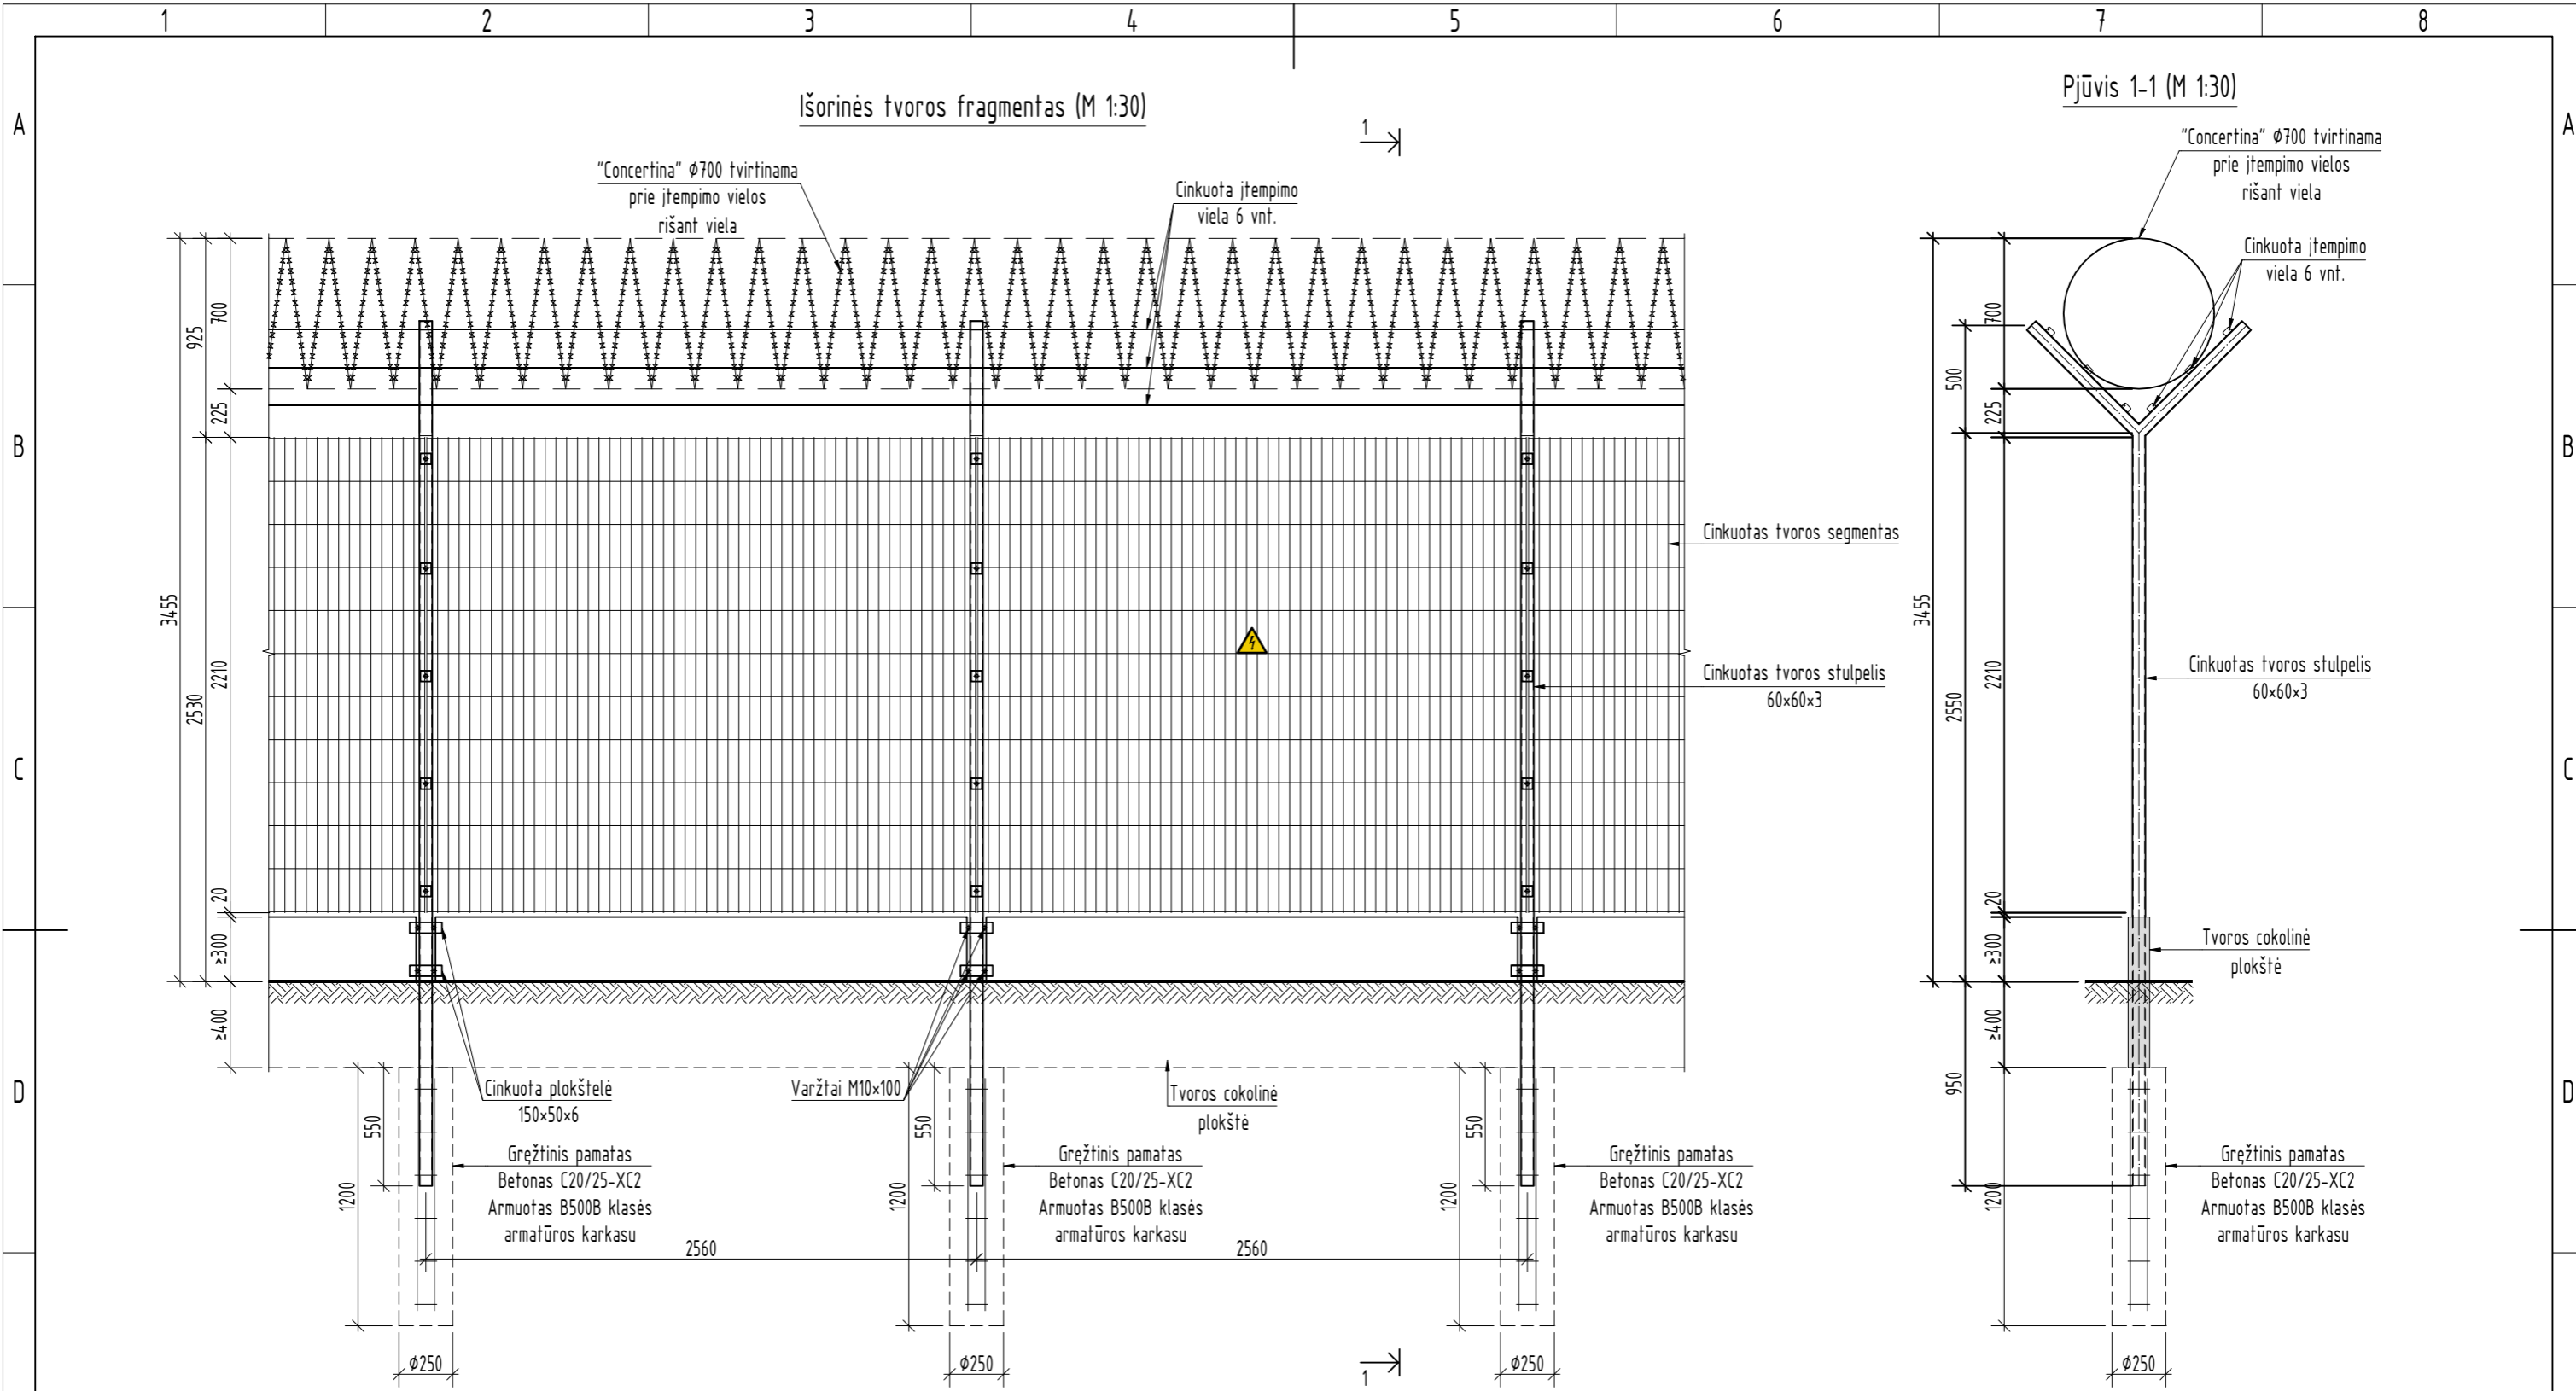 1 2 3 4 5 6 7 8
A
A
B
B
C
C
D
D
Išorinės tvoros fragmentas (M 1:30)
1
"Concertina" Ø700 tvirtinama
prie įtempimo vielos
rišant viela
Cinkuota įtempimo
viela 6 vnt.
3455
925
2530
700
225
2210
20
≥300
≥400
Cinkuotas tvoros segmentas
Cinkuotas tvoros stulpelis
60×60×3
Cinkuota plokštelė
150×50×6
Varžtai M10×100
Tvoros cokolinė
plokštė
550
1200
Gręžtinis pamatas
Betonas C20/25-XC2
Armuotas B500B klasės
armatūros karkasu
550
1200
Gręžtinis pamatas
Betonas C20/25-XC2
Armuotas B500B klasės
armatūros karkasu
550
1200
Gręžtinis pamatas
Betonas C20/25-XC2
Armuotas B500B klasės
armatūros karkasu
2560
2560
Ø250
Ø250
Ø250
1
Pjūvis 1-1 (M 1:30)
"Concertina" Ø700 tvirtinama
prie įtempimo vielos
rišant viela
Cinkuota įtempimo
viela 6 vnt.
3455
500
2550
950
700
225
2210
20
≥300
≥400
1200
Cinkuotas tvoros stulpelis
60×60×3
Tvoros cokolinė
plokštė
Gręžtinis pamatas
Betonas C20/25-XC2
Armuotas B500B klasės
armatūros karkasu
Ø250